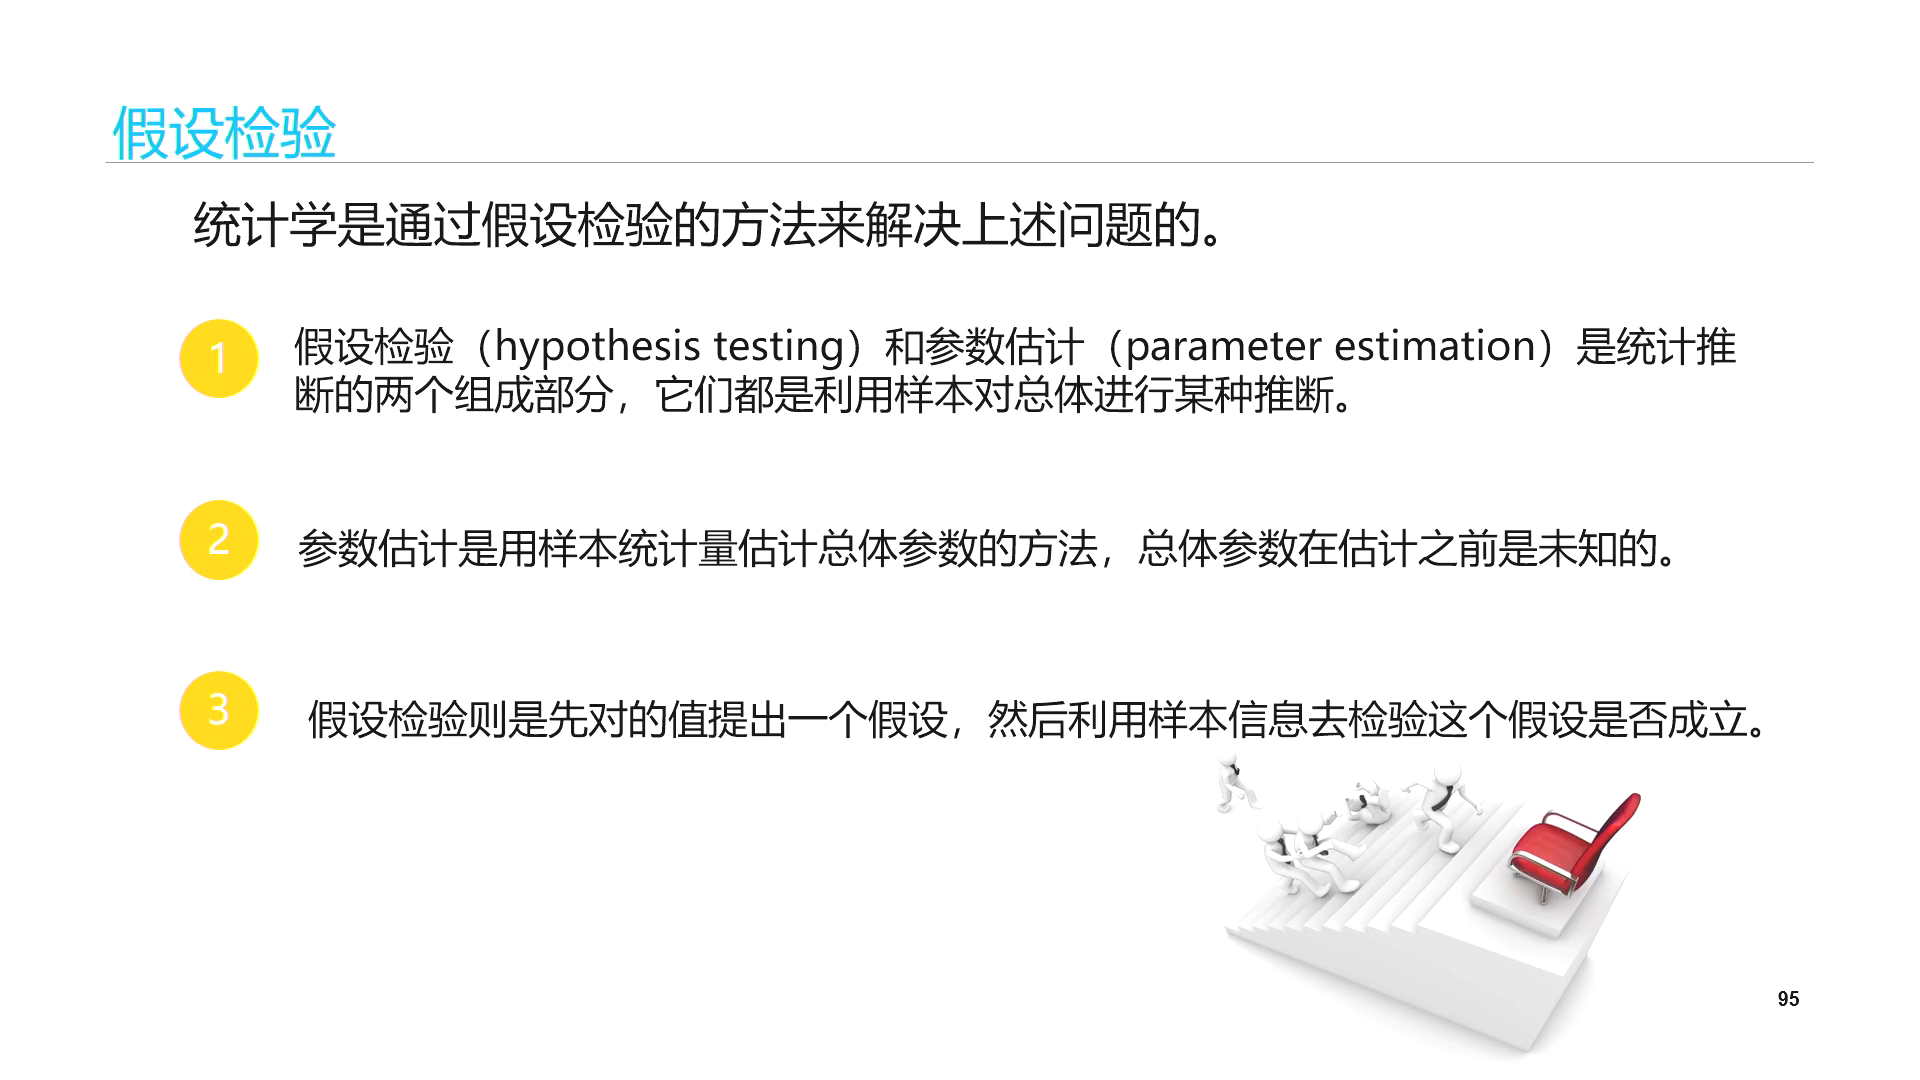 假设检验
统计学是通过假设检验的方法来解决上述问题的。
1
假设检验（hypothesis testing）和参数估计（parameter estimation）是统计推
断的两个组成部分，它们都是利用样本对总体进行某种推断。
2
参数估计是用样本统计量估计总体参数的方法，总体参数在估计之前是未知的。
3
假设检验则是先对的值提出一个假设，然后利用样本信息去检验这个假设是否成立。
95